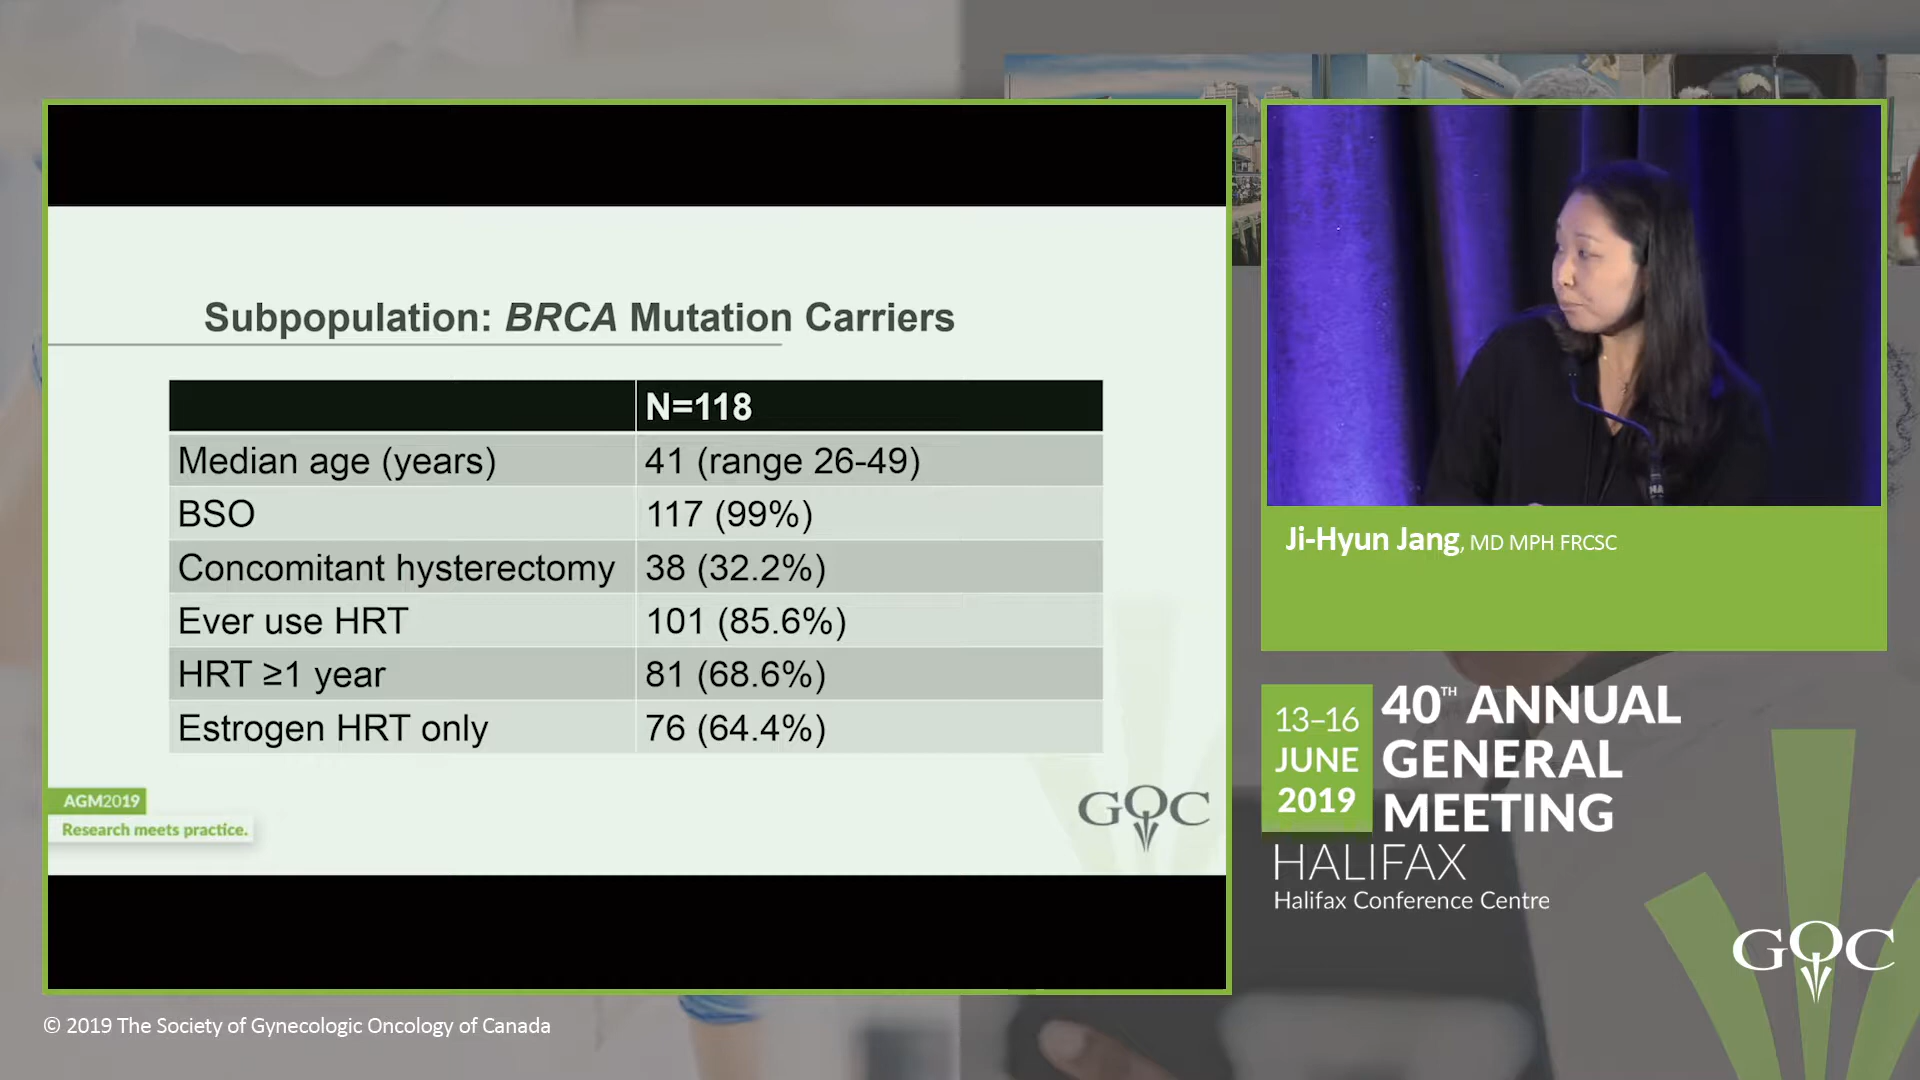 Subpopulation: BRCA Mutation Carriers
N=118
Median age (years) 41 (range 26-49)
BSO 117 (99%)
Concomitant hysterectomy 38 (32.2%)
Ever use HRT 101 (85.6%)
HRT ≥1 year 81 (68.6%)
Estrogen HRT only 76 (64.4%)
AGM2019
Research meets practice.
GOC
Ji-Hyun Jang, MD MPH FRCSC
13–16
JUNE
2019
40TH ANNUAL
GENERAL
MEETING
HALIFAX
Halifax Conference Centre
GOC
© 2019 The Society of Gynecologic Oncology of Canada